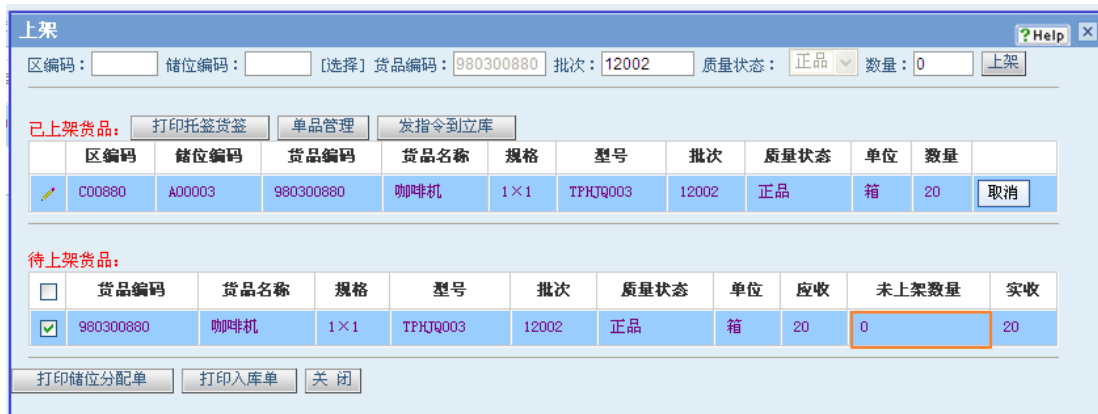 上架 ?Help X
区编码： 储位编码： [选择] 货品编码： 980300880 批次： 12002 质量状态： 正品 数量： 0 上架
已上架货品： 打印托签货签 单品管理 发指令到立库
区编码 储位编码 货品编码 货品名称 规格 型号 批次 质量状态 单位 数量
C00880 A00003 980300880 咖啡机 1×1 TPHJQ003 12002 正品 箱 20 取消
待上架货品：
货品编码 货品名称 规格 型号 批次 质量状态 单位 应收 未上架数量 实收
980300880 咖啡机 1×1 TPHJQ003 12002 正品 箱 20 0 20
打印储位分配单 打印入库单 关 闭